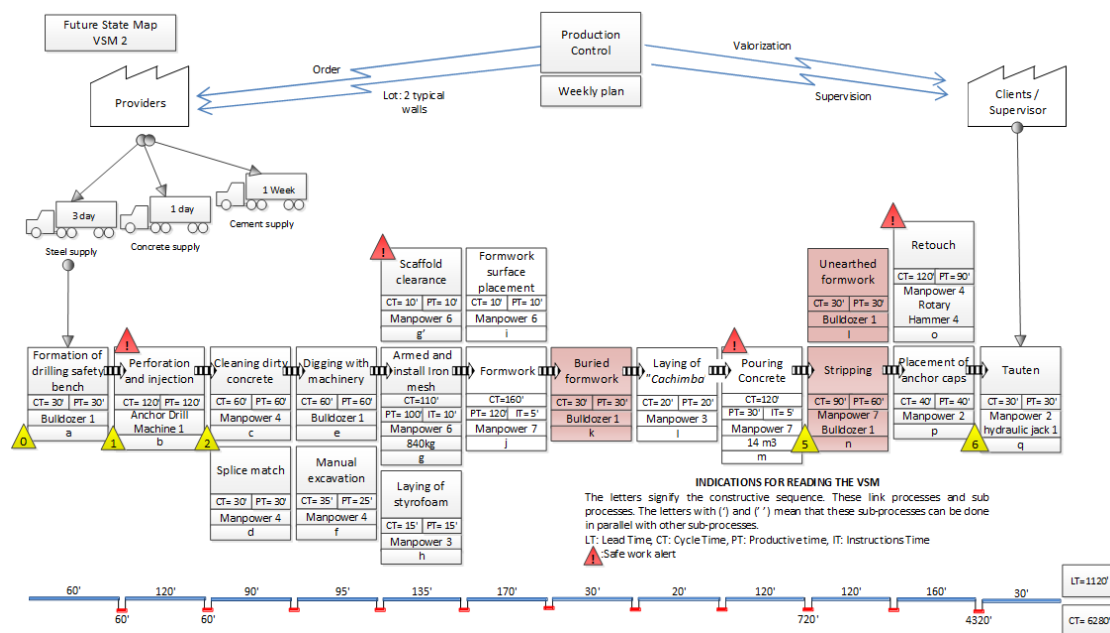 Future State Map
VSM 2
Production
Control
Weekly plan
Order
Lot: 2 typical
walls
Valorization
Supervision
Providers
Clients /
Supervisor
3 day
Steel supply
1 day
Concrete supply
1 Week
Cement supply
!
Scaffold
clearance
CT= 10' PT= 10'
Manpower 6
g'
Formwork
surface
placement
CT= 10' PT= 10'
Manpower 6
i
Unearthed
formwork
CT= 30' PT= 30'
Bulldozer 1
l
!
Retouch
CT= 120' PT= 90'
Manpower 4
Rotary
Hammer 4
o
Formation of
drilling safety
bench
CT= 30' PT= 30'
Bulldozer 1
a
0
!
Perforation
and injection
CT= 120' PT= 120'
Anchor Drill
Machine 1
b
1
Cleaning dirty
concrete
CT= 60' PT= 60'
Manpower 4
c
2
Digging with
machinery
CT= 60' PT= 60'
Bulldozer 1
e
Armed and
install Iron
mesh
CT=110'
PT= 100' IT= 10'
Manpower 6
840kg
g
Formwork
CT=160'
PT= 120' IT=5'
Manpower 7
j
Buried
formwork
CT= 30' PT= 30'
Bulldozer 1
k
Laying of
"Cachimba
CT= 20' PT= 20'
Manpower 3
l
!
Pouring
Concrete
CT=120'
PT= 30' IT= 5'
Manpower 7
14 m3
m
5
Stripping
CT= 90' PT=60'
Manpower 7
Bulldozer 1
n
Placement of
anchor caps
CT= 40' PT= 40'
Manpower 2
p
6
Tauten
CT= 30' PT= 30'
Manpower 2
hydraulic jack 1
q
Splice match
CT= 30' PT= 30'
Manpower 4
d
Manual
excavation
CT= 35' PT= 25'
Manpower 4
f
Laying of
styrofoam
CT= 15' PT= 15'
Manpower 3
h
INDICATIONS FOR READING THE VSM
The letters signify the constructive sequence. These link processes and sub
processes. The letters with (') and (' ') mean that these sub-processes can be done
in parallel with other sub-processes.
LT: Lead Time, CT: Cycle Time, PT: Productive time, IT: Instructions Time
! :Safe work alert
60' 120' 90' 95' 135' 170' 30' 20' 120' 120' 160' 30'
60' 60' 720' 4320'
LT=1120'
CT= 6280'